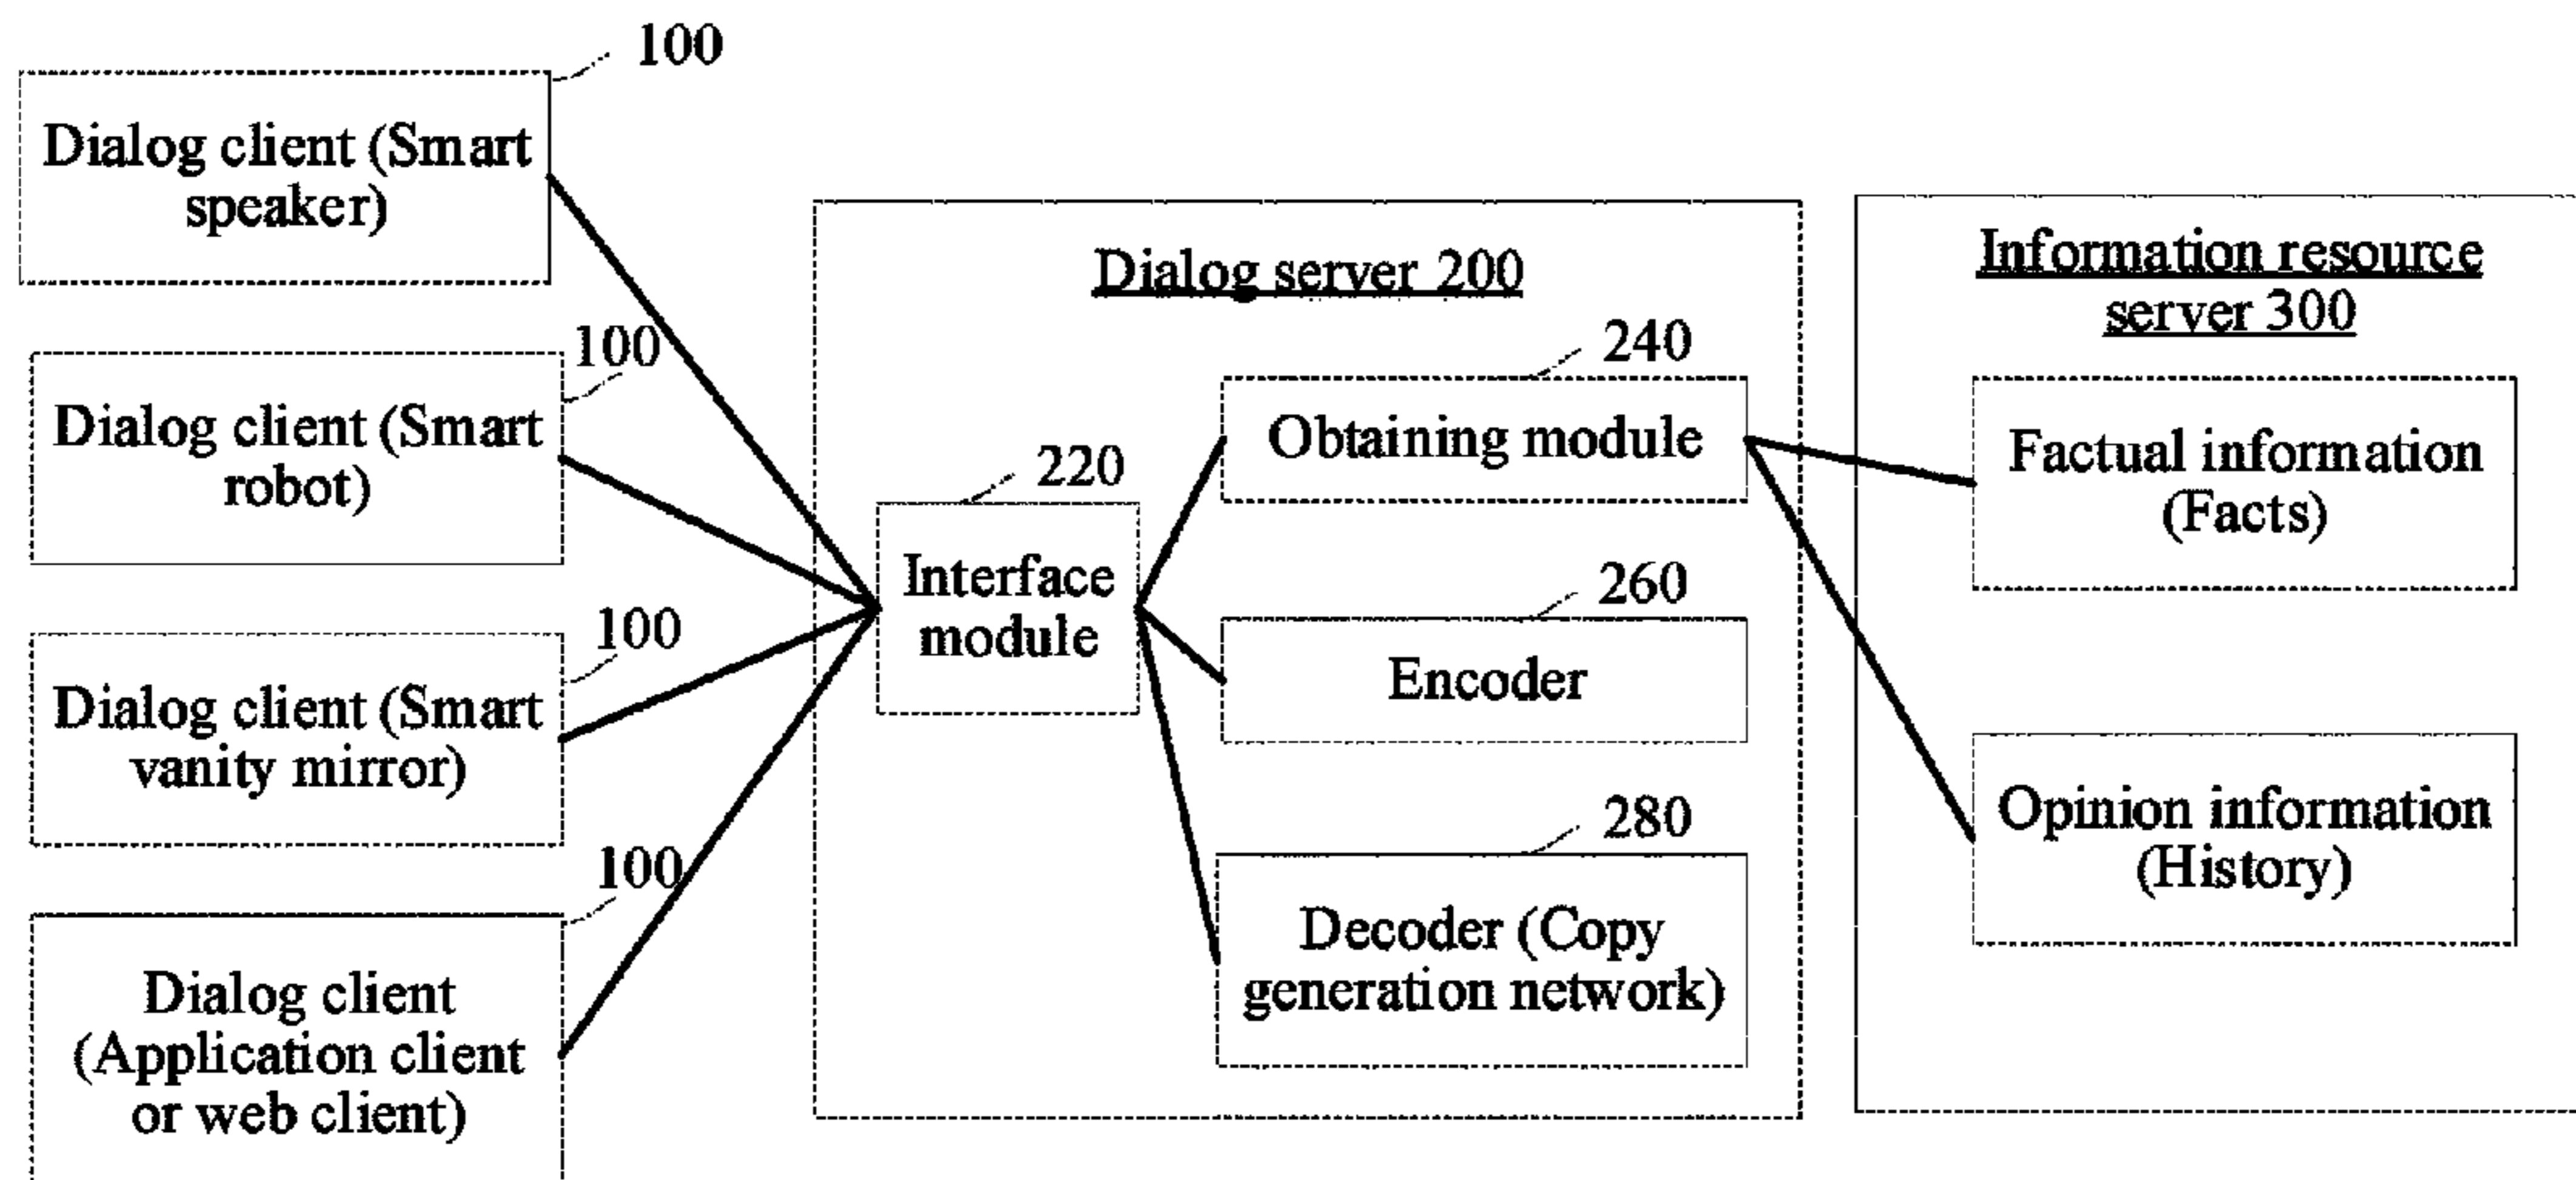 100
Dialog client (Smart
speaker)
100
Dialog client (Smart
robot)
100
Dialog client (Smart
vanity mirror)
100
Dialog client
(Application client
or web client)
Dialog server 200
220
Interface
module
240
Obtaining module
260
Encoder
280
Decoder (Copy
generation network)
Information resource
server 300
Factual information
(Facts)
Opinion information
(History)